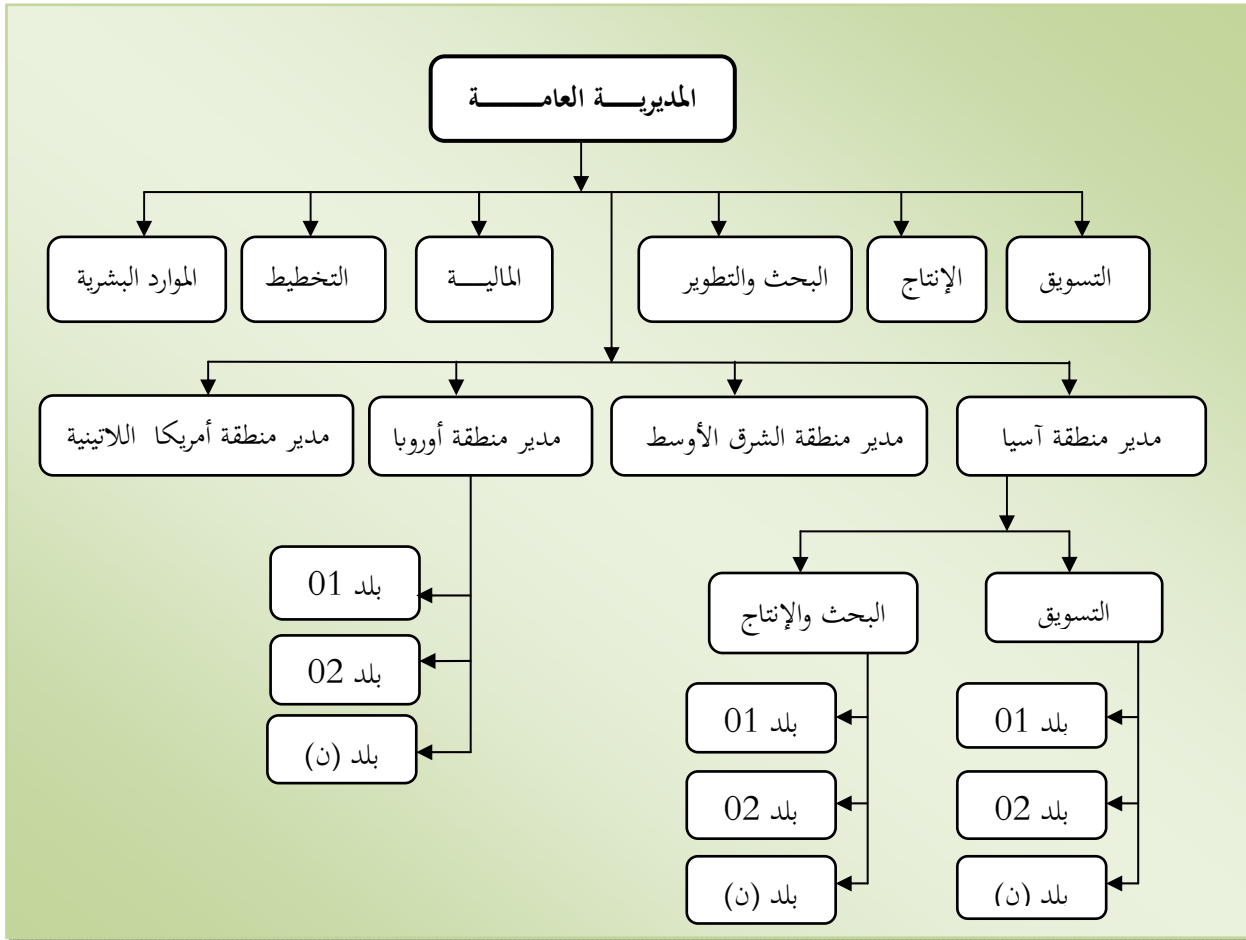 المديريـــة العامـــــة
التسويق
الإنتاج
البحث والتطوير
الماليـــة
التخطيط
الموارد البشرية
مدير منطقة آسيا
مدير منطقة الشرق الأوسط
مدير منطقة أوروبا
مدير منطقة أمريكا اللاتينية
التسويق
البحث والإنتاج
بلد 01
بلد 02
بلد (ن)
بلد 01
بلد 02
بلد (ن)
بلد 01
بلد 02
بلد (ن)